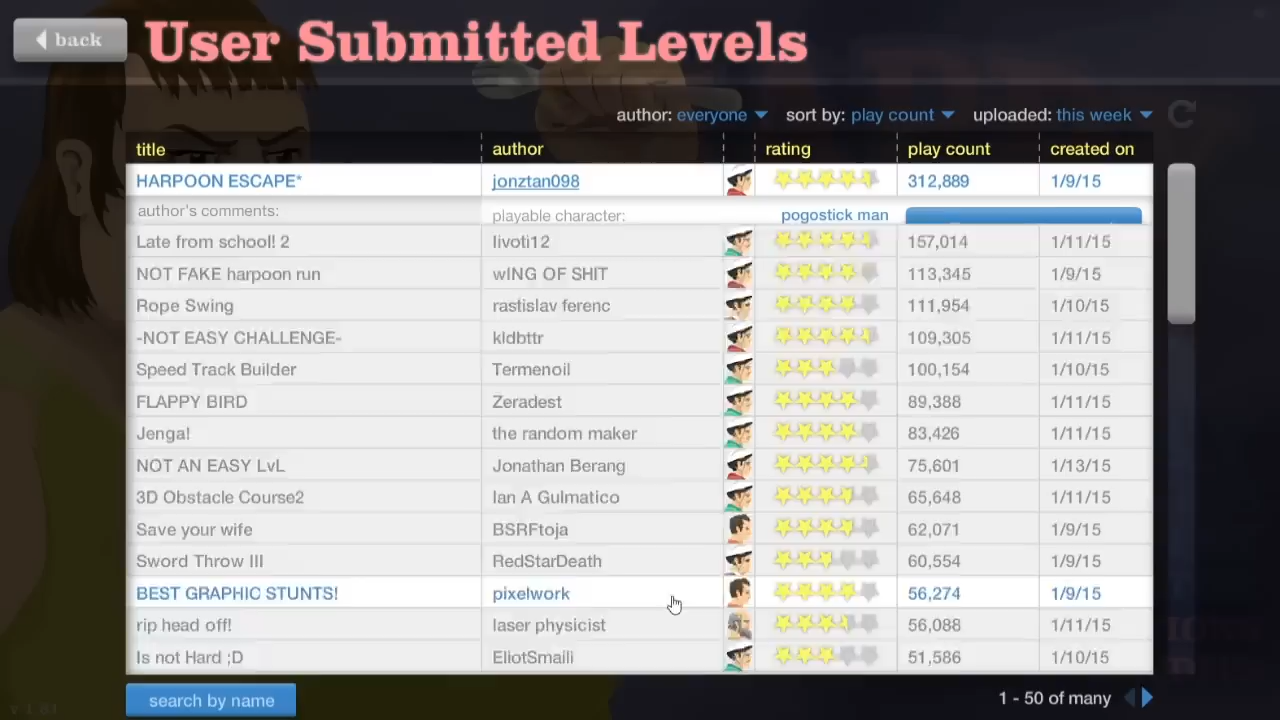 back
User Submitted Levels
author: everyone sort by: play count uploaded: this week
title author rating play count created on
HARPOON ESCAPE* jonztan098 312,889 1/9/15
author's comments: playable character: pogostick man
Late from school! 2 livoti12 157,014 1/11/15
NOT FAKE harpoon run wING OF SHIT 113,345 1/9/15
Rope Swing rastislav ferenc 111,954 1/10/15
-NOT EASY CHALLENGE- kldbttr 109,305 1/11/15
Speed Track Builder Termenoil 100,154 1/10/15
FLAPPY BIRD Zeradest 89,388 1/11/15
Jenga! the random maker 83,426 1/11/15
NOT AN EASY LvL Jonathan Berang 75,601 1/13/15
3D Obstacle Course2 Ian A Gulmatico 65,648 1/11/15
Save your wife BSRFtoja 62,071 1/9/15
Sword Throw III RedStarDeath 60,554 1/9/15
BEST GRAPHIC STUNTS! pixelwork 56,274 1/9/15
rip head off! laser physicist 56,088 1/11/15
Is not Hard ;D EliotSmaili 51,586 1/10/15
search by name 1 - 50 of many